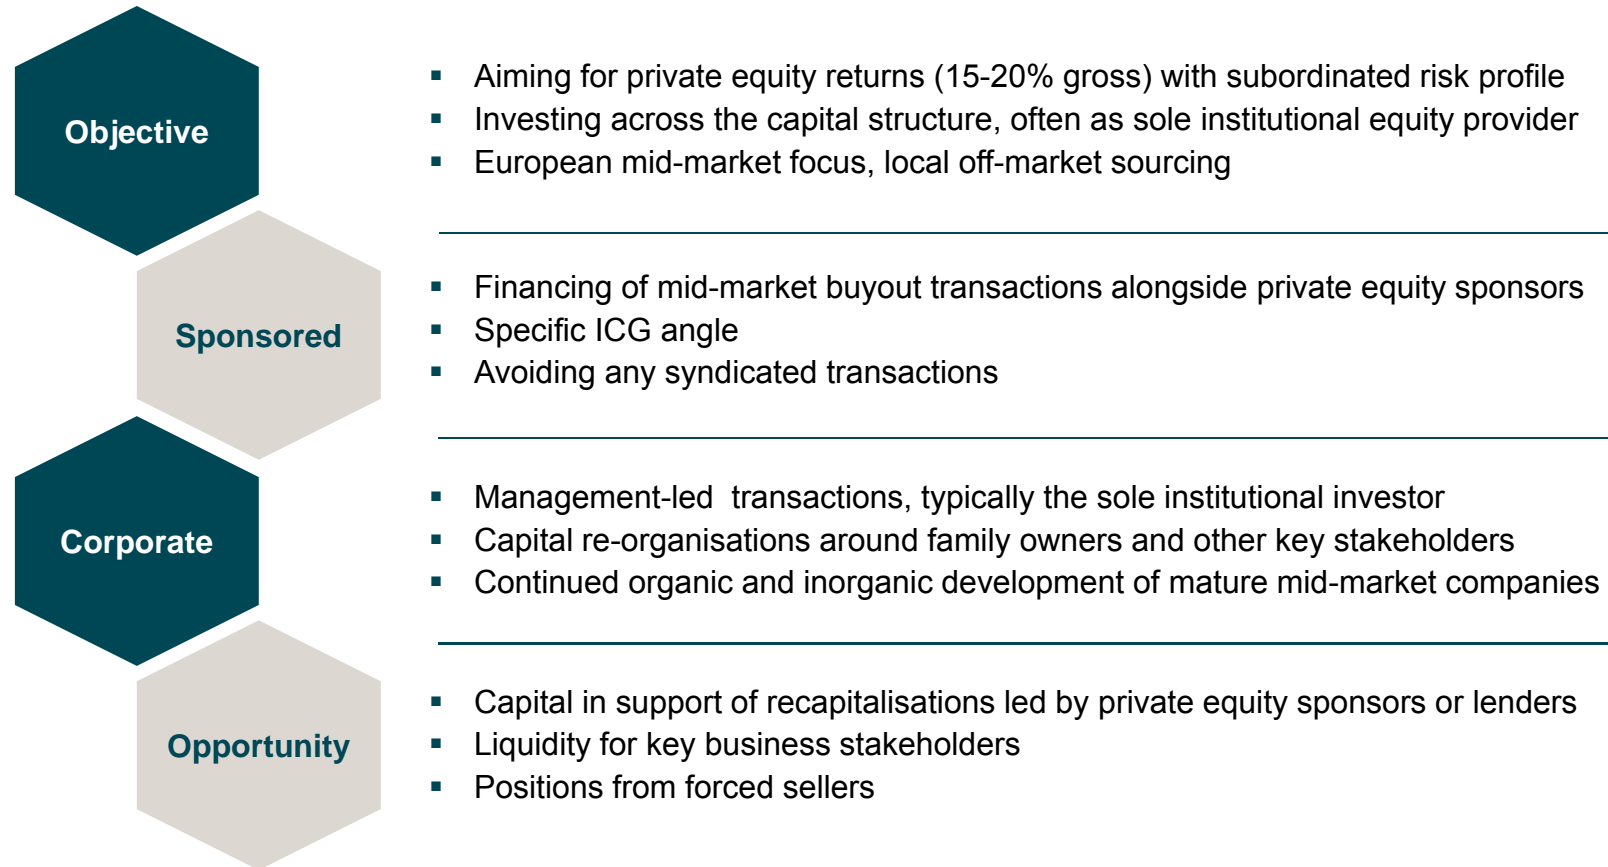 Objective
▪ Aiming for private equity returns (15-20% gross) with subordinated risk profile
▪ Investing across the capital structure, often as sole institutional equity provider
▪ European mid-market focus, local off-market sourcing
Sponsored
▪ Financing of mid-market buyout transactions alongside private equity sponsors
▪ Specific ICG angle
▪ Avoiding any syndicated transactions
Corporate
▪ Management-led  transactions, typically the sole institutional investor
▪ Capital re-organisations around family owners and other key stakeholders
▪ Continued organic and inorganic development of mature mid-market companies
Opportunity
▪ Capital in support of recapitalisations led by private equity sponsors or lenders
▪ Liquidity for key business stakeholders
▪ Positions from forced sellers